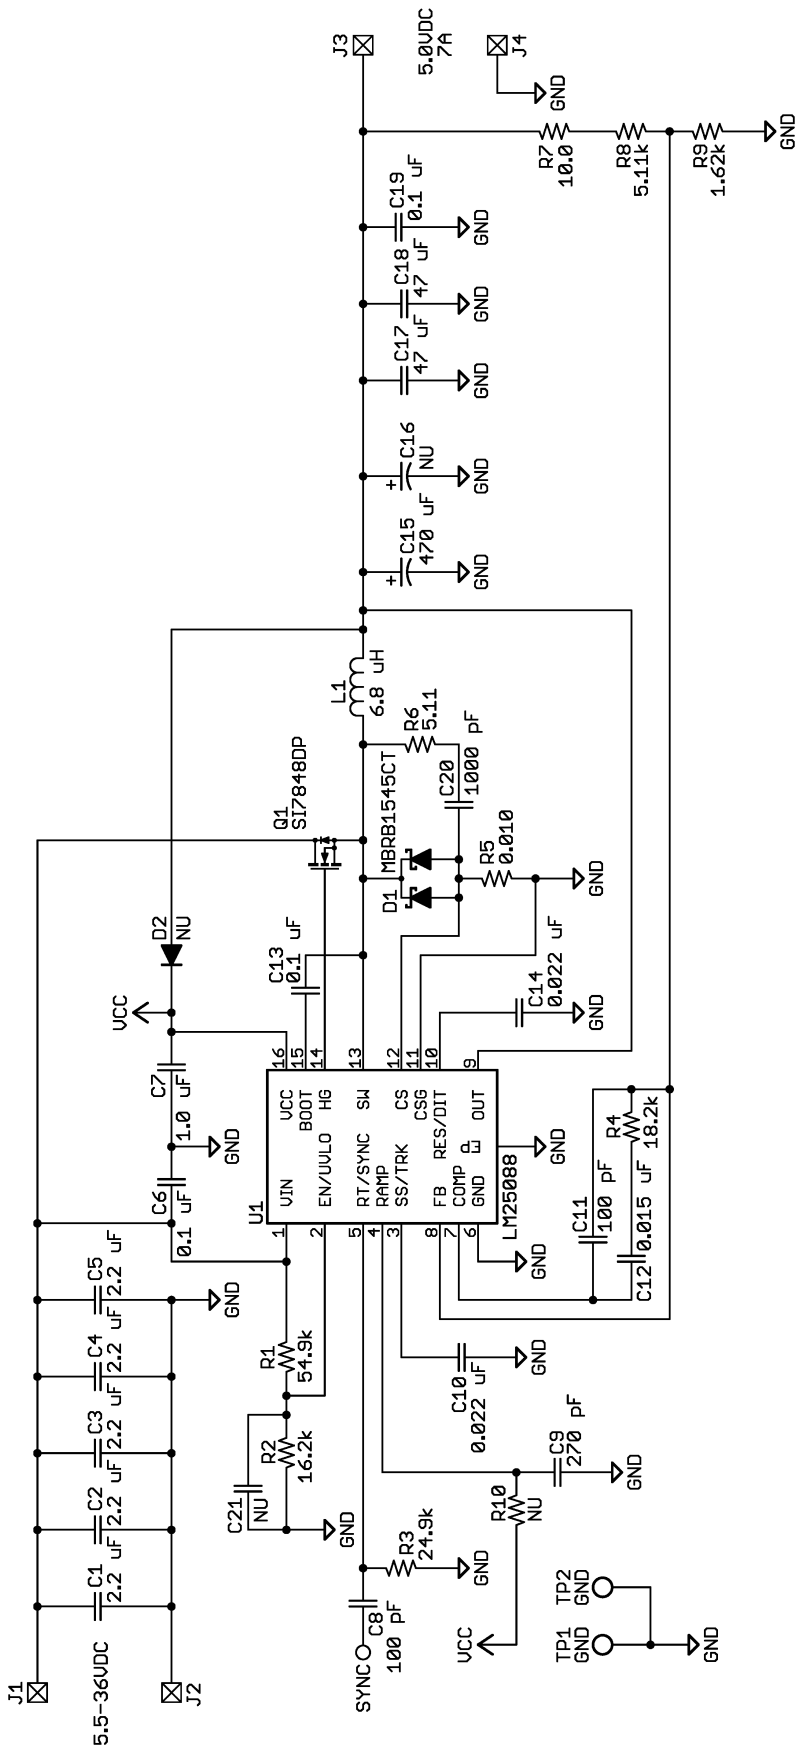 J1
5.5-36VDC
J2
C1
2.2 uF
C2
2.2 uF
C3
2.2 uF
C4
2.2 uF
C5
2.2 uF
GND
C6
0.1 uF
GND
C7
1.0 uF
VCC
D2
NU
SYNC
C8
100 pF
R3
24.9k
GND
C21
NU
R2
16.2k
GND
R1
54.9k
VCC
R10
NU
C9
270 pF
GND
C10
0.022 uF
GND
TP1
GND
TP2
GND
GND
U1
LM25088
1
VIN
2
EN/UVLO
5
RT/SYNC
4
RAMP
3
SS/TRK
8
FB
7
COMP
6
GND
EP
VCC
16
BOOT
15
HG
14
SW
13
CS
12
CSG
11
RES/DIT
10
OUT
9
GND
GND
C12
0.015 uF
C11
100 pF
R4
18.2k
C13
0.1 uF
C14
0.022 uF
GND
Q1
SI7848DP
D1
MBRB1545CT
R5
0.010
GND
C20
1000 pF
R6
5.11
L1
6.8 uH
C15
470 uF
+
GND
C16
NU
+
GND
C17
47 uF
GND
C18
47 uF
GND
C19
0.1 uF
GND
J3
5.0VDC
7A
J4
GND
R7
10.0
R8
5.11k
R9
1.62k
GND